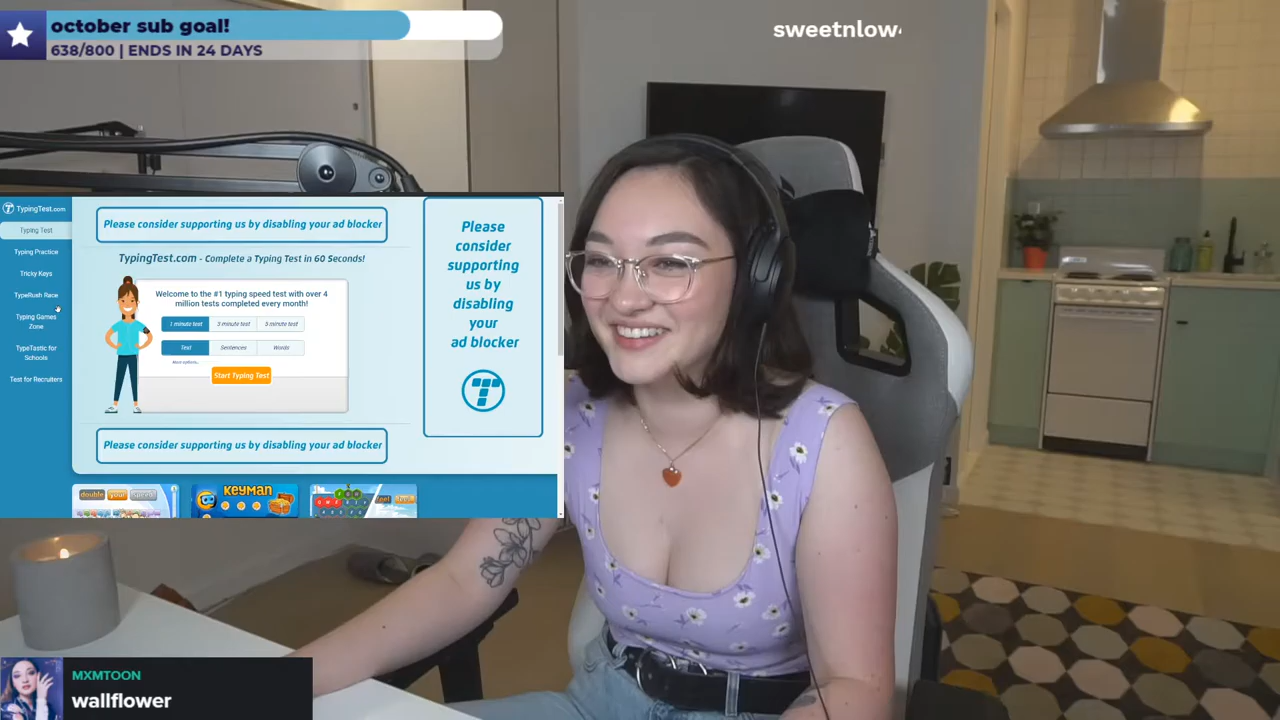 october sub goal!
638/800 | ENDS IN 24 DAYS
sweetnlow
TypingTest.com
Typing Test
Typing Practice
Tricky Keys
TypeRush Race
Typing Games
Zone
TypeTastic for
Schools
Test for Recruiters
Please consider supporting us by disabling your ad blocker
TypingTest.com - Complete a Typing Test in 60 Seconds!
Welcome to the #1 typing speed test with over 4
million tests completed every month!
1 minute test
3 minute test
5 minute test
Text
Sentences
Words
More options...
Start Typing Test
Please consider supporting us by disabling your ad blocker
Please
consider
supporting
us by
disabling
your
ad blocker
double your speed
KEYMAN
MXMTOON
wallflower